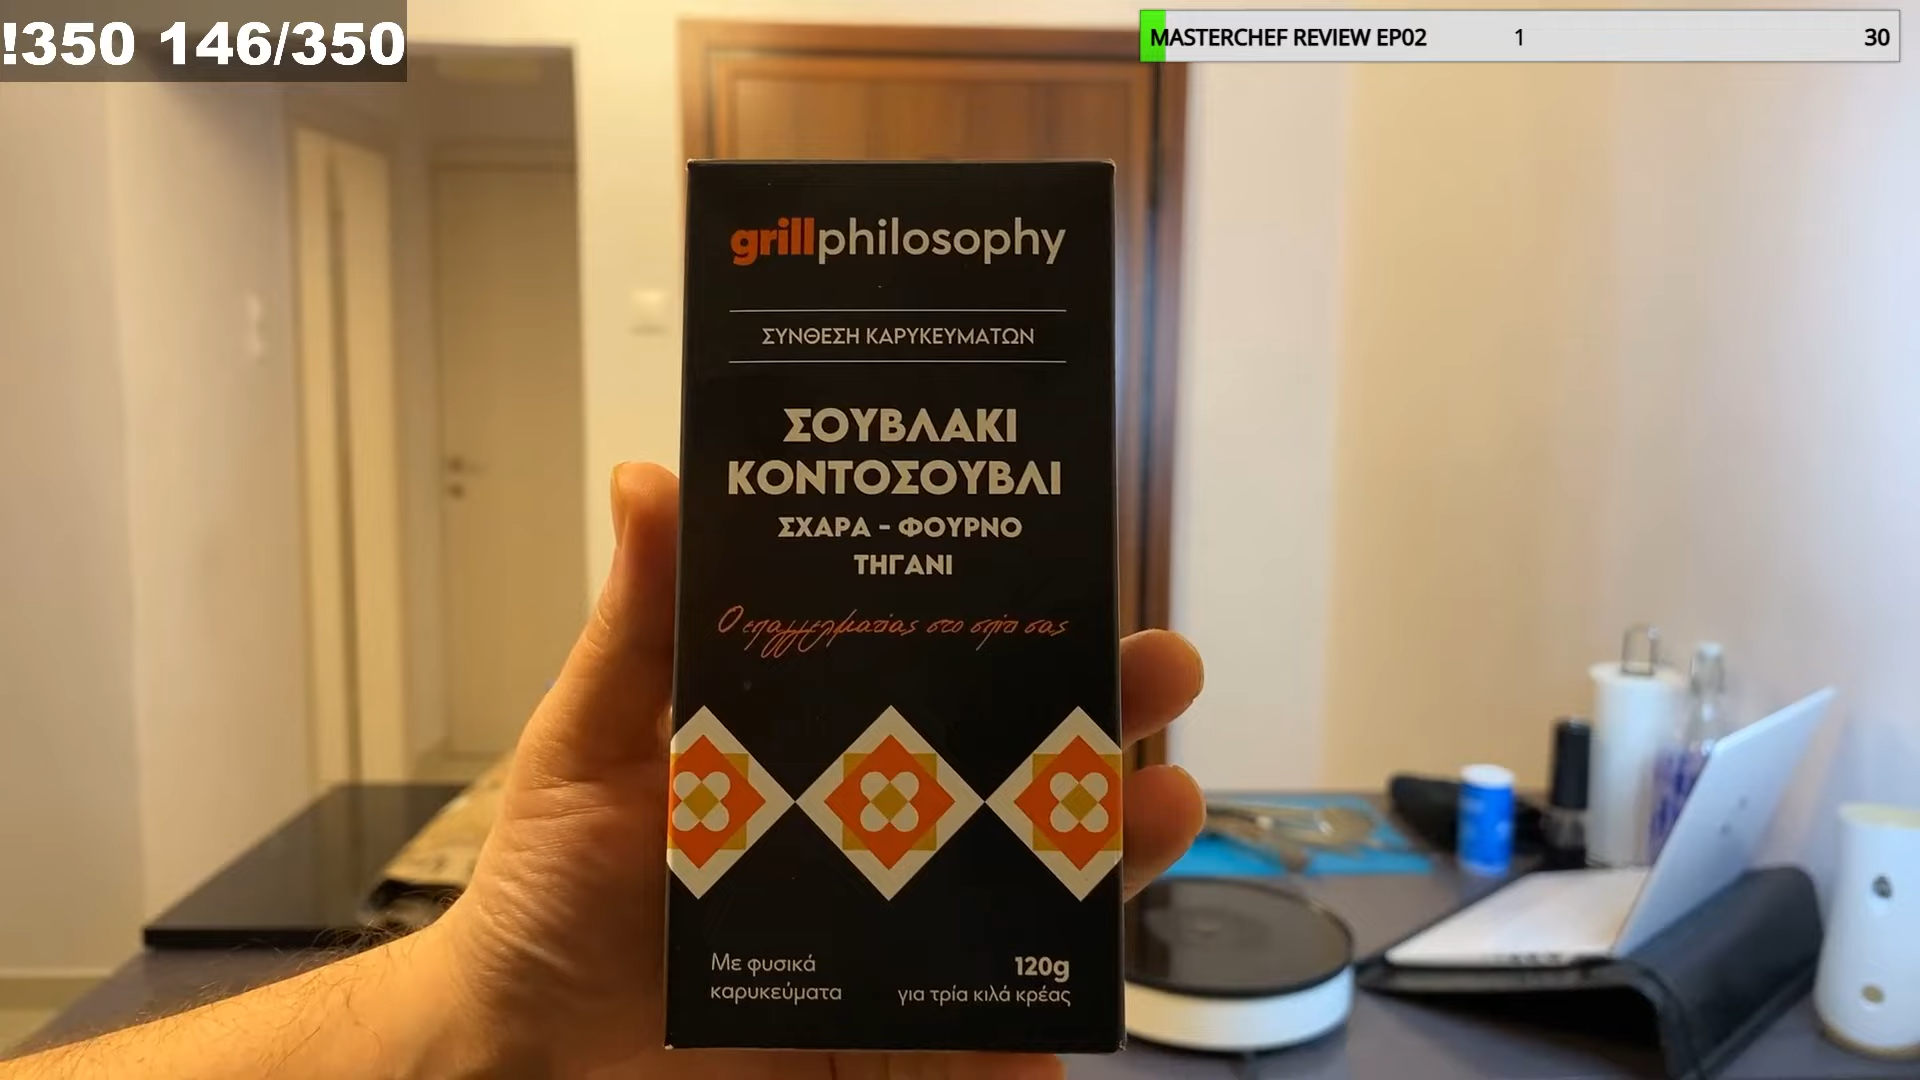 !350 146/350
MASTERCHEF REVIEW EP02 1 30
grillphilosophy
ΣΥΝΘΕΣΗ ΚΑΡΥΚΕΥΜΑΤΩΝ
ΣΟΥΒΛΑΚΙ
ΚΟΝΤΟΣΟΥΒΛΙ
ΣΧΑΡΑ - ΦΟΥΡΝΟ
ΤΗΓΑΝΙ
Ο επαγγελματίας στο σπίτι σας
Με φυσικά
καρυκεύματα
120g
για τρία κιλά κρέας